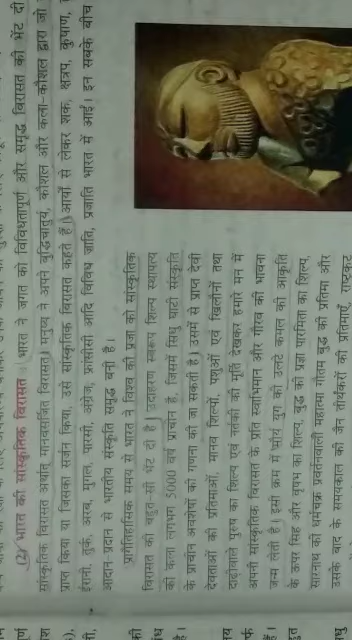 (2) भारत की सांस्कृतिक विरासत : भारत ने जगत को विविधतापूर्ण और समृद्ध विरासत की भेंट दी
सांस्कृतिक विरासत अर्थात् मानवसर्जित विरासत। मनुष्य ने अपने बुद्धिचातुर्य, कौशल और कला-कौशल द्वारा जो
प्राप्त किया या जिसका सर्जन किया, उसे सांस्कृतिक विरासत कहते हैं। आर्यों से लेकर शक, क्षत्रप, कुषाण,
ईरानी, तुर्क, अरब, मुगल, पारसी, अंग्रेज, फ्रांसीसी आदि विविध जाति, प्रजाति भारत में आई। इन सबके बीच
आदान-प्रदान से भारतीय संस्कृति समृद्ध बनी है।
प्रागैतिहासिक समय से भारत ने विश्व की प्रजा को सांस्कृतिक
विरासत की बहुत-सी भेंट दी है। उदाहरण स्वरूप शिल्प स्थापत्य
की कला लगभग 5000 वर्ष प्राचीन है, जिसमें सिंधु घाटी संस्कृति
के प्राचीन अवशेषों की गणना की जा सकती है। उसमें से प्राप्त देवी
देवताओं की प्रतिमाओं, मानव शिल्पों, पशुओं एवं खिलौनों तथा
दाढ़ीवाले पुरुष का शिल्प एवं नर्तकी की मूर्ति देखकर हमारे मन में
अपनी सांस्कृतिक विरासत के प्रति स्वाभिमान और गौरव की भावना
जन्म लेती है। इसी क्रम में मौर्य युग की उलटे कमल की आकृति
के ऊपर सिंह और वृषभ का शिल्प, बुद्ध की प्रज्ञा पारमिता का शिल्प,
सारनाथ की धर्मचक्र प्रवर्तनवाली महात्मा गौतम बुद्ध की प्रतिमा और
उसके बाद के समयकाल की जैन तीर्थंकरों की प्रतिमाएँ, राष्ट्रकूट